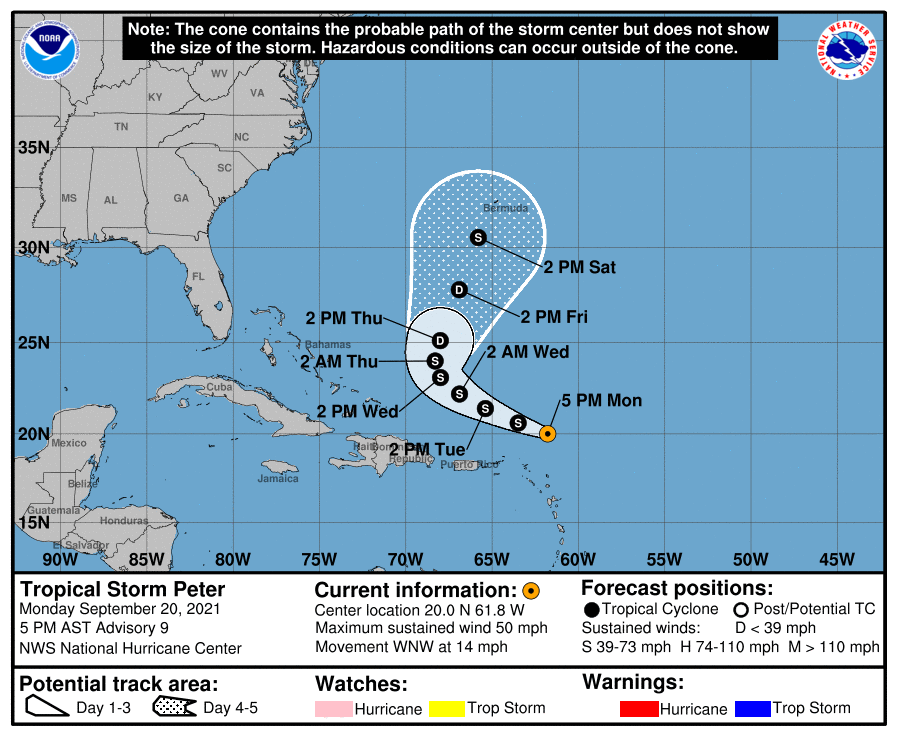 Note: The cone contains the probable path of the storm center but does not show
the size of the storm. Hazardous conditions can occur outside of the cone.
NOAA
NATIONAL WEATHER SERVICE
WV
KY
VA
TN
NC
35N
SC
MS
AL
GA
Bermuda
30N
2 PM Sat
FL
2 PM Fri
2 PM Thu
25N
Bahamas
2 AM Wed
2 AM Thu
Cuba
5 PM Mon
2 PM Wed
20N
Mexico
2 PM Tue
Republic
Puerto Rico
Jamaica
Belize
Guatemala
Honduras
15N
El Salvador
90W
85W
80W
75W
70W
65W
60W
55W
50W
45W
S
D
D
S
S
S
S
S
Tropical Storm Peter
Monday September 20, 2021
5 PM AST Advisory 9
NWS National Hurricane Center
Current information:
Center location 20.0 N 61.8 W
Maximum sustained wind 50 mph
Movement WNW at 14 mph
Forecast positions:
Tropical Cyclone Post/Potential TC
Sustained winds: D < 39 mph
S 39-73 mph H 74-110 mph M > 110 mph
Potential track area:
Day 1-3 Day 4-5
Watches:
Hurricane Trop Storm
Warnings:
Hurricane Trop Storm